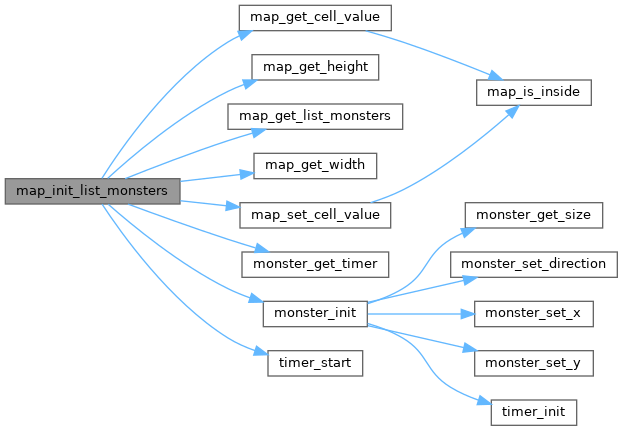 map_init_list_monsters
map_get_cell_value
map_get_height
map_get_list_monsters
map_get_width
map_set_cell_value
monster_get_timer
monster_init
timer_start
map_is_inside
monster_get_size
monster_set_direction
monster_set_x
monster_set_y
timer_init